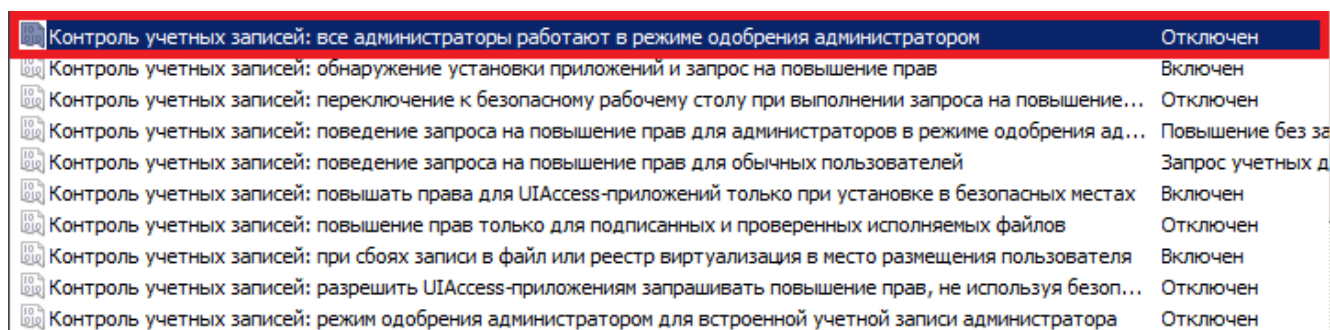 Контроль учетных записей: все администраторы работают в режиме одобрения администратором Отключен
Контроль учетных записей: обнаружение установки приложений и запрос на повышение прав Включен
Контроль учетных записей: переключение к безопасному рабочему столу при выполнении запроса на повышение... Отключен
Контроль учетных записей: поведение запроса на повышение прав для администраторов в режиме одобрения ад... Повышение без за
Контроль учетных записей: поведение запроса на повышение прав для обычных пользователей Запрос учетных д
Контроль учетных записей: повышать права для UIAccess-приложений только при установке в безопасных местах Включен
Контроль учетных записей: повышение прав только для подписанных и проверенных исполняемых файлов Отключен
Контроль учетных записей: при сбоях записи в файл или реестр виртуализация в место размещения пользователя Включен
Контроль учетных записей: разрешить UIAccess-приложениям запрашивать повышение прав, не используя безоп... Отключен
Контроль учетных записей: режим одобрения администратором для встроенной учетной записи администратора Отключен